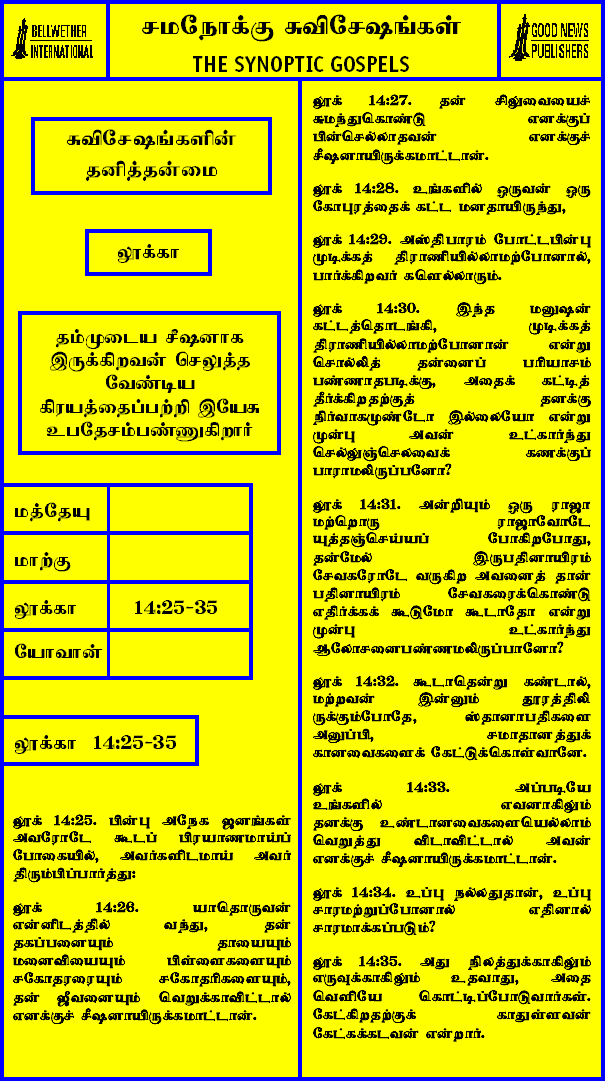 BELLWETHER
INTERNATIONAL
சமநோக்கு சுவிசேஷங்கள்
THE SYNOPTIC GOSPELS
GOOD NEWS
PUBLISHERS
சுவிசேஷங்களின்
தனித்தன்மை
லூக்கா
தம்முடைய சீஷனாக
இருக்கிறவன் செலுத்த
வேண்டிய
கிரயத்தைப்பற்றி இயேசு
உபதேசம்பண்ணுகிறார்
மத்தேயு
மாற்கு
லூக்கா 14:25-35
யோவான்
லூக்கா 14:25-35
லூக் 14:25. பின்பு அநேக ஜனங்கள்
அவரோடே கூடப் பிரயாணமாய்ப்
போகையில், அவர்களிடமாய் அவர்
திரும்பிப்பார்த்து:
லூக் 14:26. யாதொருவன்
என்னிடத்தில் வந்து, தன்
தகப்பனையும் தாயையும்
மனைவியையும் பிள்ளைகளையும்
சகோதரரையும் சகோதரிகளையும்,
தன் ஜீவனையும் வெறுக்காவிட்டால்
எனக்குச் சீஷனாயிருக்கமாட்டான்.
லூக் 14:27. தன் சிலுவையைச்
சுமந்துகொண்டு எனக்குப்
பின்செல்லாதவன் எனக்குச்
சீஷனாயிருக்கமாட்டான்.
லூக் 14:28. உங்களில் ஒருவன் ஒரு
கோபுரத்தைக் கட்ட மனதாயிருந்து,
லூக் 14:29. அஸ்திபாரம் போட்டபின்பு
முடிக்கத் திராணியில்லாமற்போனால்,
பார்க்கிறவர் களெல்லாரும்.
லூக் 14:30. இந்த மனுஷன்
கட்டத்தொடங்கி, முடிக்கத்
திராணியில்லாமற்போனான் என்று
சொல்லித் தன்னைப் பரியாசம்
பண்ணாதபடிக்கு, அதைக் கட்டித்
தீர்க்கிறதற்குத் தனக்கு
நிர்வாகமுண்டோ இல்லையோ என்று
முன்பு அவன் உட்கார்ந்து
செல்லுஞ்செல்வைக் கணக்குப்
பாராமலிருப்பனோ?
லூக் 14:31. அன்றியும் ஒரு ராஜா
மற்றொரு ராஜாவோடே
யுத்தஞ்செய்யப் போகிறபோது,
தன்மேல் இருபதினாயிரம்
சேவகரோடே வருகிற அவனைத் தான்
பதினாயிரம் சேவகரைக்கொண்டு
எதிர்க்கக் கூடுமோ கூடாதோ என்று
முன்பு உட்கார்ந்து
ஆலோசனைபண்ணமலிருப்பானோ?
லூக் 14:32. கூடாதென்று கண்டால்,
மற்றவன் இன்னும் தூரத்திலி
ருக்கும்போதே, ஸ்தானாபதிகளை
அனுப்பி, சமாதானத்துக்
கானவைகளைக் கேட்டுக்கொள்வானே.
லூக் 14:33. அப்படியே
உங்களில் எவனாகிலும்
தனக்கு உண்டானவைகளையெல்லாம்
வெறுத்து விடாவிட்டால் அவன்
எனக்குச் சீஷனாயிருக்கமாட்டான்.
லூக் 14:34. உப்பு நல்லதுதான், உப்பு
சாரமற்றுப்போனால் எதினால்
சாரமாக்கப்படும்?
லூக் 14:35. அது நிலத்துக்காகிலும்
எருவுக்காகிலும் உதவாது, அதை
வெளியே கொட்டிப்போடுவார்கள்.
கேட்கிறதற்குக் காதுள்ளவன்
கேட்கக்கடவன் என்றார்.